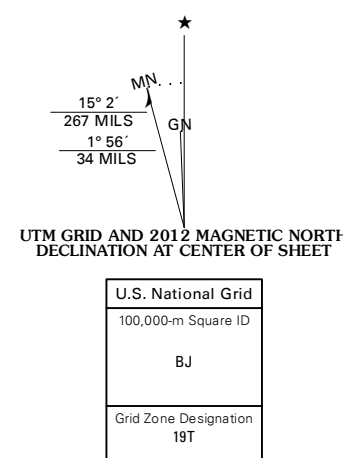 ★
MN
15° 2´
267 MILS
GN
1° 56´
34 MILS
UTM GRID AND 2012 MAGNETIC NORTH
DECLINATION AT CENTER OF SHEET
U.S. National Grid
100,000-m Square ID
BJ
Grid Zone Designation
19T